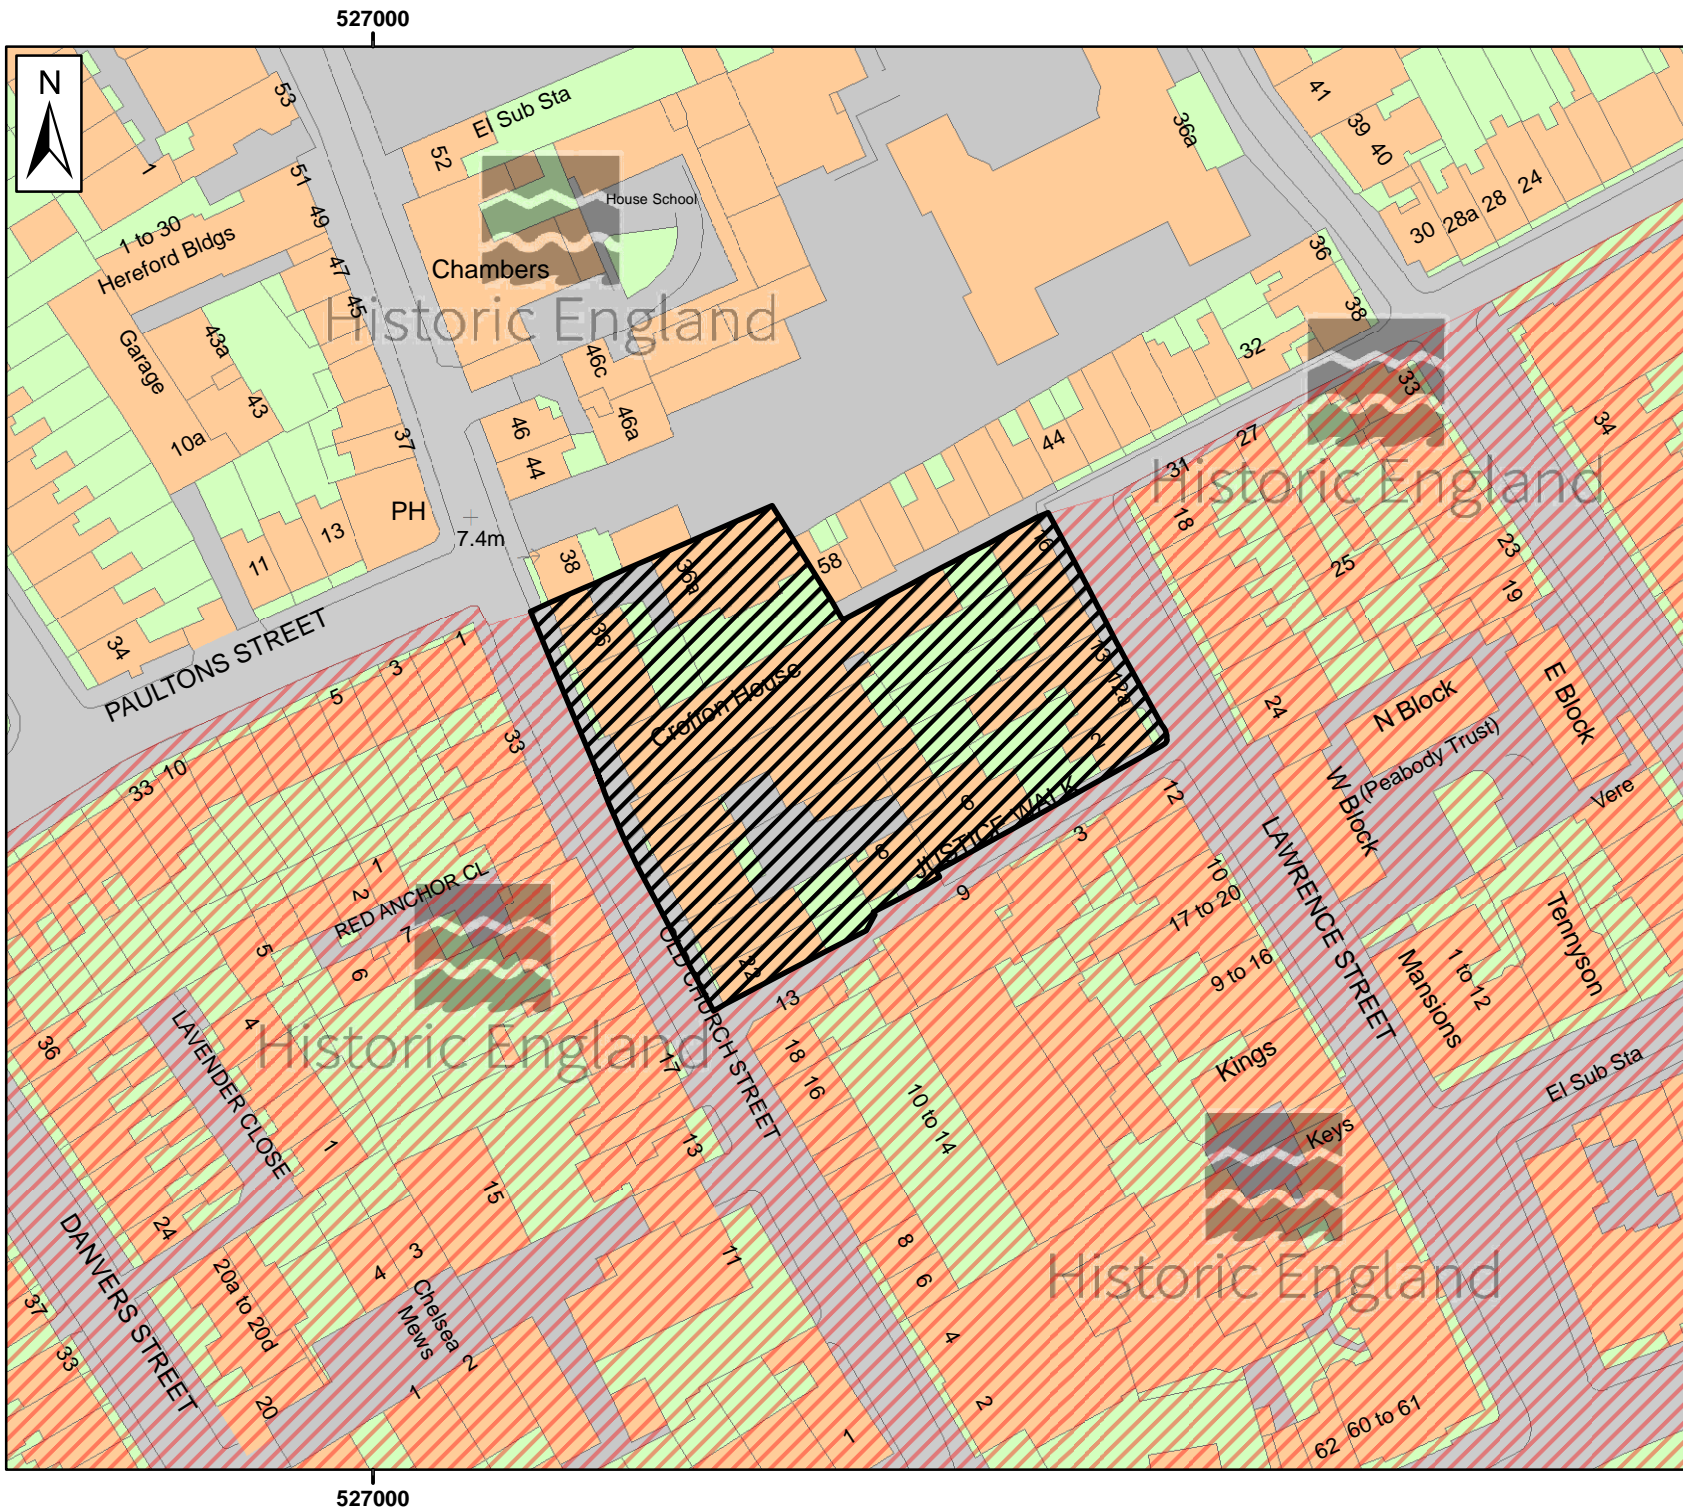 527000
N
53
El Sub Sta
52
36a
41
39
40
24
28
28a
30
1
51
49
1 to 30
Hereford Bldgs
47
45
House School
Chambers
Historic England
36
38
32
33
Garage
43a
43
10a
37
46c
46a
46
44
44
27
31
34
Historic England
PH
13
11
7.4m
38
36a
58
16
18
25
23
19
34
PAULTONS STREET
1
3
5
36
Crofton House
13
12a
2
24
N Block
E Block
(Peabody Trust)
W Block
Vere
33
10
33
6
8
JUSTICE WALK
12
3
9
LAWRENCE STREET
10
17 to 20
9 to 16
Tennyson
1 to 12
Mansions
1
2
RED ANCHOR CL
7
5
6
Historic England
4
36
LAVENDER CLOSE
1
22
OLD CHURCH STREET
13
17
18
16
10 to 14
13
Kings
Keys
El Sub Sta
Historic England
15
24
DANVERS STREET
3
4
Chelsea
Mews
20a to 20d
11
8
6
4
37
33
2
1
20
1
2
60 to 61
62
527000